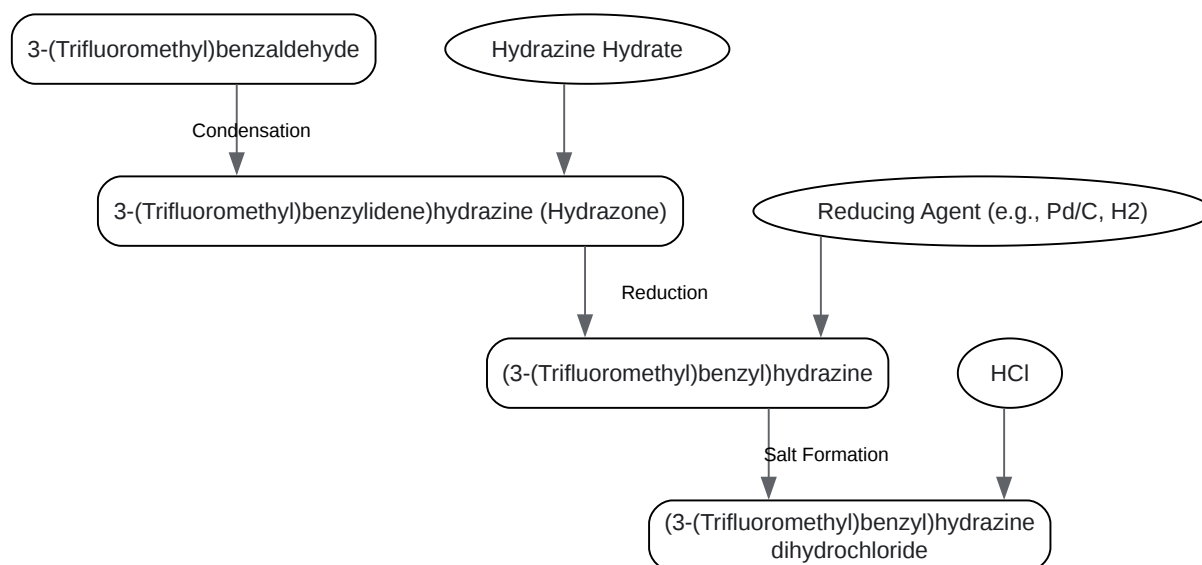 3-(Trifluoromethyl)benzaldehyde
Hydrazine Hydrate
Condensation
3-(Trifluoromethyl)benzylidene)hydrazine (Hydrazone)
Reducing Agent (e.g., Pd/C, H2)
Reduction
(3-(Trifluoromethyl)benzyl)hydrazine
HCl
Salt Formation
(3-(Trifluoromethyl)benzyl)hydrazine
dihydrochloride